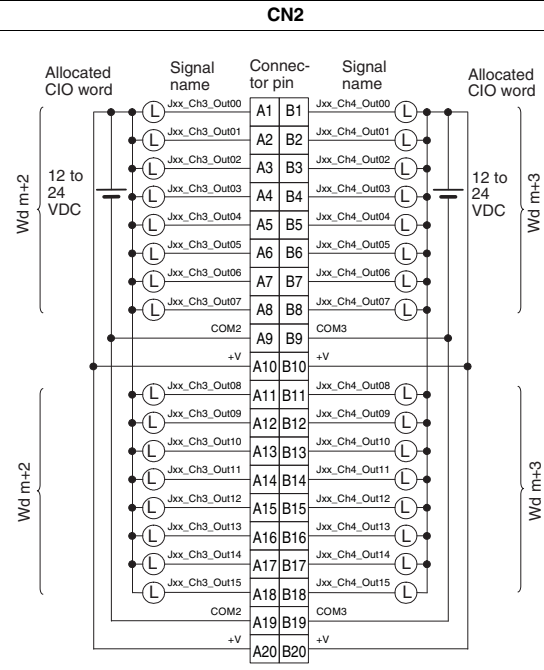 CN2
Allocated CIO word
Signal name
Connec-tor pin
Signal name
Allocated CIO word
Wd m+2
12 to 24 VDC
12 to 24 VDC
Wd m+3
L Jxx_Ch3_Out00 A1 B1 Jxx_Ch4_Out00 L
L Jxx_Ch3_Out01 A2 B2 Jxx_Ch4_Out01 L
L Jxx_Ch3_Out02 A3 B3 Jxx_Ch4_Out02 L
L Jxx_Ch3_Out03 A4 B4 Jxx_Ch4_Out03 L
L Jxx_Ch3_Out04 A5 B5 Jxx_Ch4_Out04 L
L Jxx_Ch3_Out05 A6 B6 Jxx_Ch4_Out05 L
L Jxx_Ch3_Out06 A7 B7 Jxx_Ch4_Out06 L
L Jxx_Ch3_Out07 A8 B8 Jxx_Ch4_Out07 L
COM2 A9 B9 COM3
+V A10 B10 +V
Wd m+2
Wd m+3
L Jxx_Ch3_Out08 A11 B11 Jxx_Ch4_Out08 L
L Jxx_Ch3_Out09 A12 B12 Jxx_Ch4_Out09 L
L Jxx_Ch3_Out10 A13 B13 Jxx_Ch4_Out10 L
L Jxx_Ch3_Out11 A14 B14 Jxx_Ch4_Out11 L
L Jxx_Ch3_Out12 A15 B15 Jxx_Ch4_Out12 L
L Jxx_Ch3_Out13 A16 B16 Jxx_Ch4_Out13 L
L Jxx_Ch3_Out14 A17 B17 Jxx_Ch4_Out14 L
L Jxx_Ch3_Out15 A18 B18 Jxx_Ch4_Out15 L
COM2 A19 B19 COM3
+V A20 B20 +V